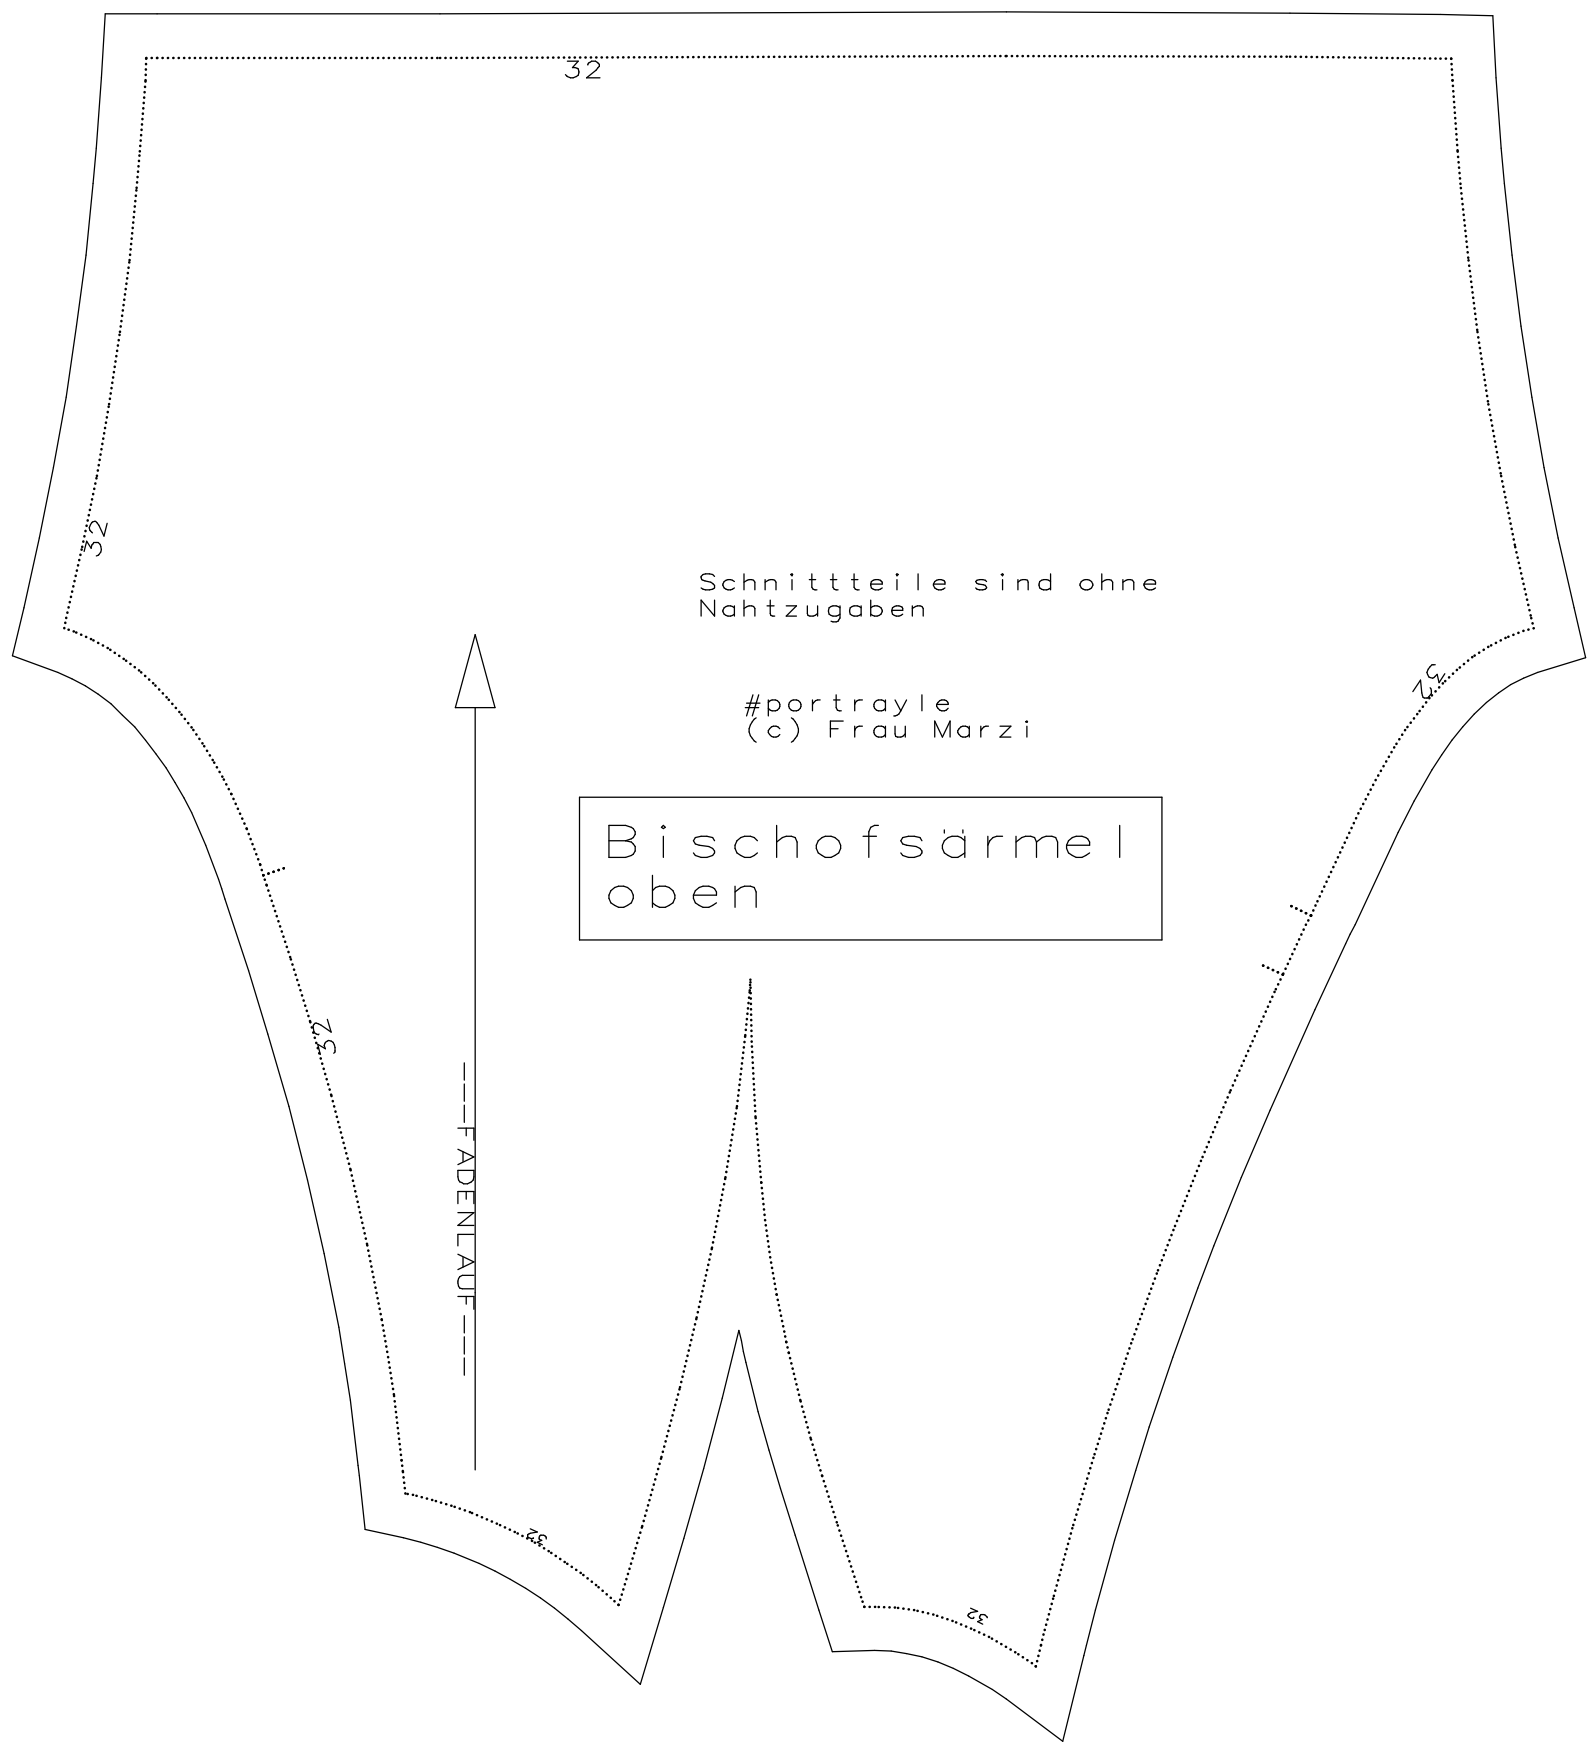 32
32
Schnittteile sind ohne
Nahtzugaben
32
#portrayle
(c) Frau Marzi
Bischofsärmel
oben
32
---FADENLAUF---
32
32